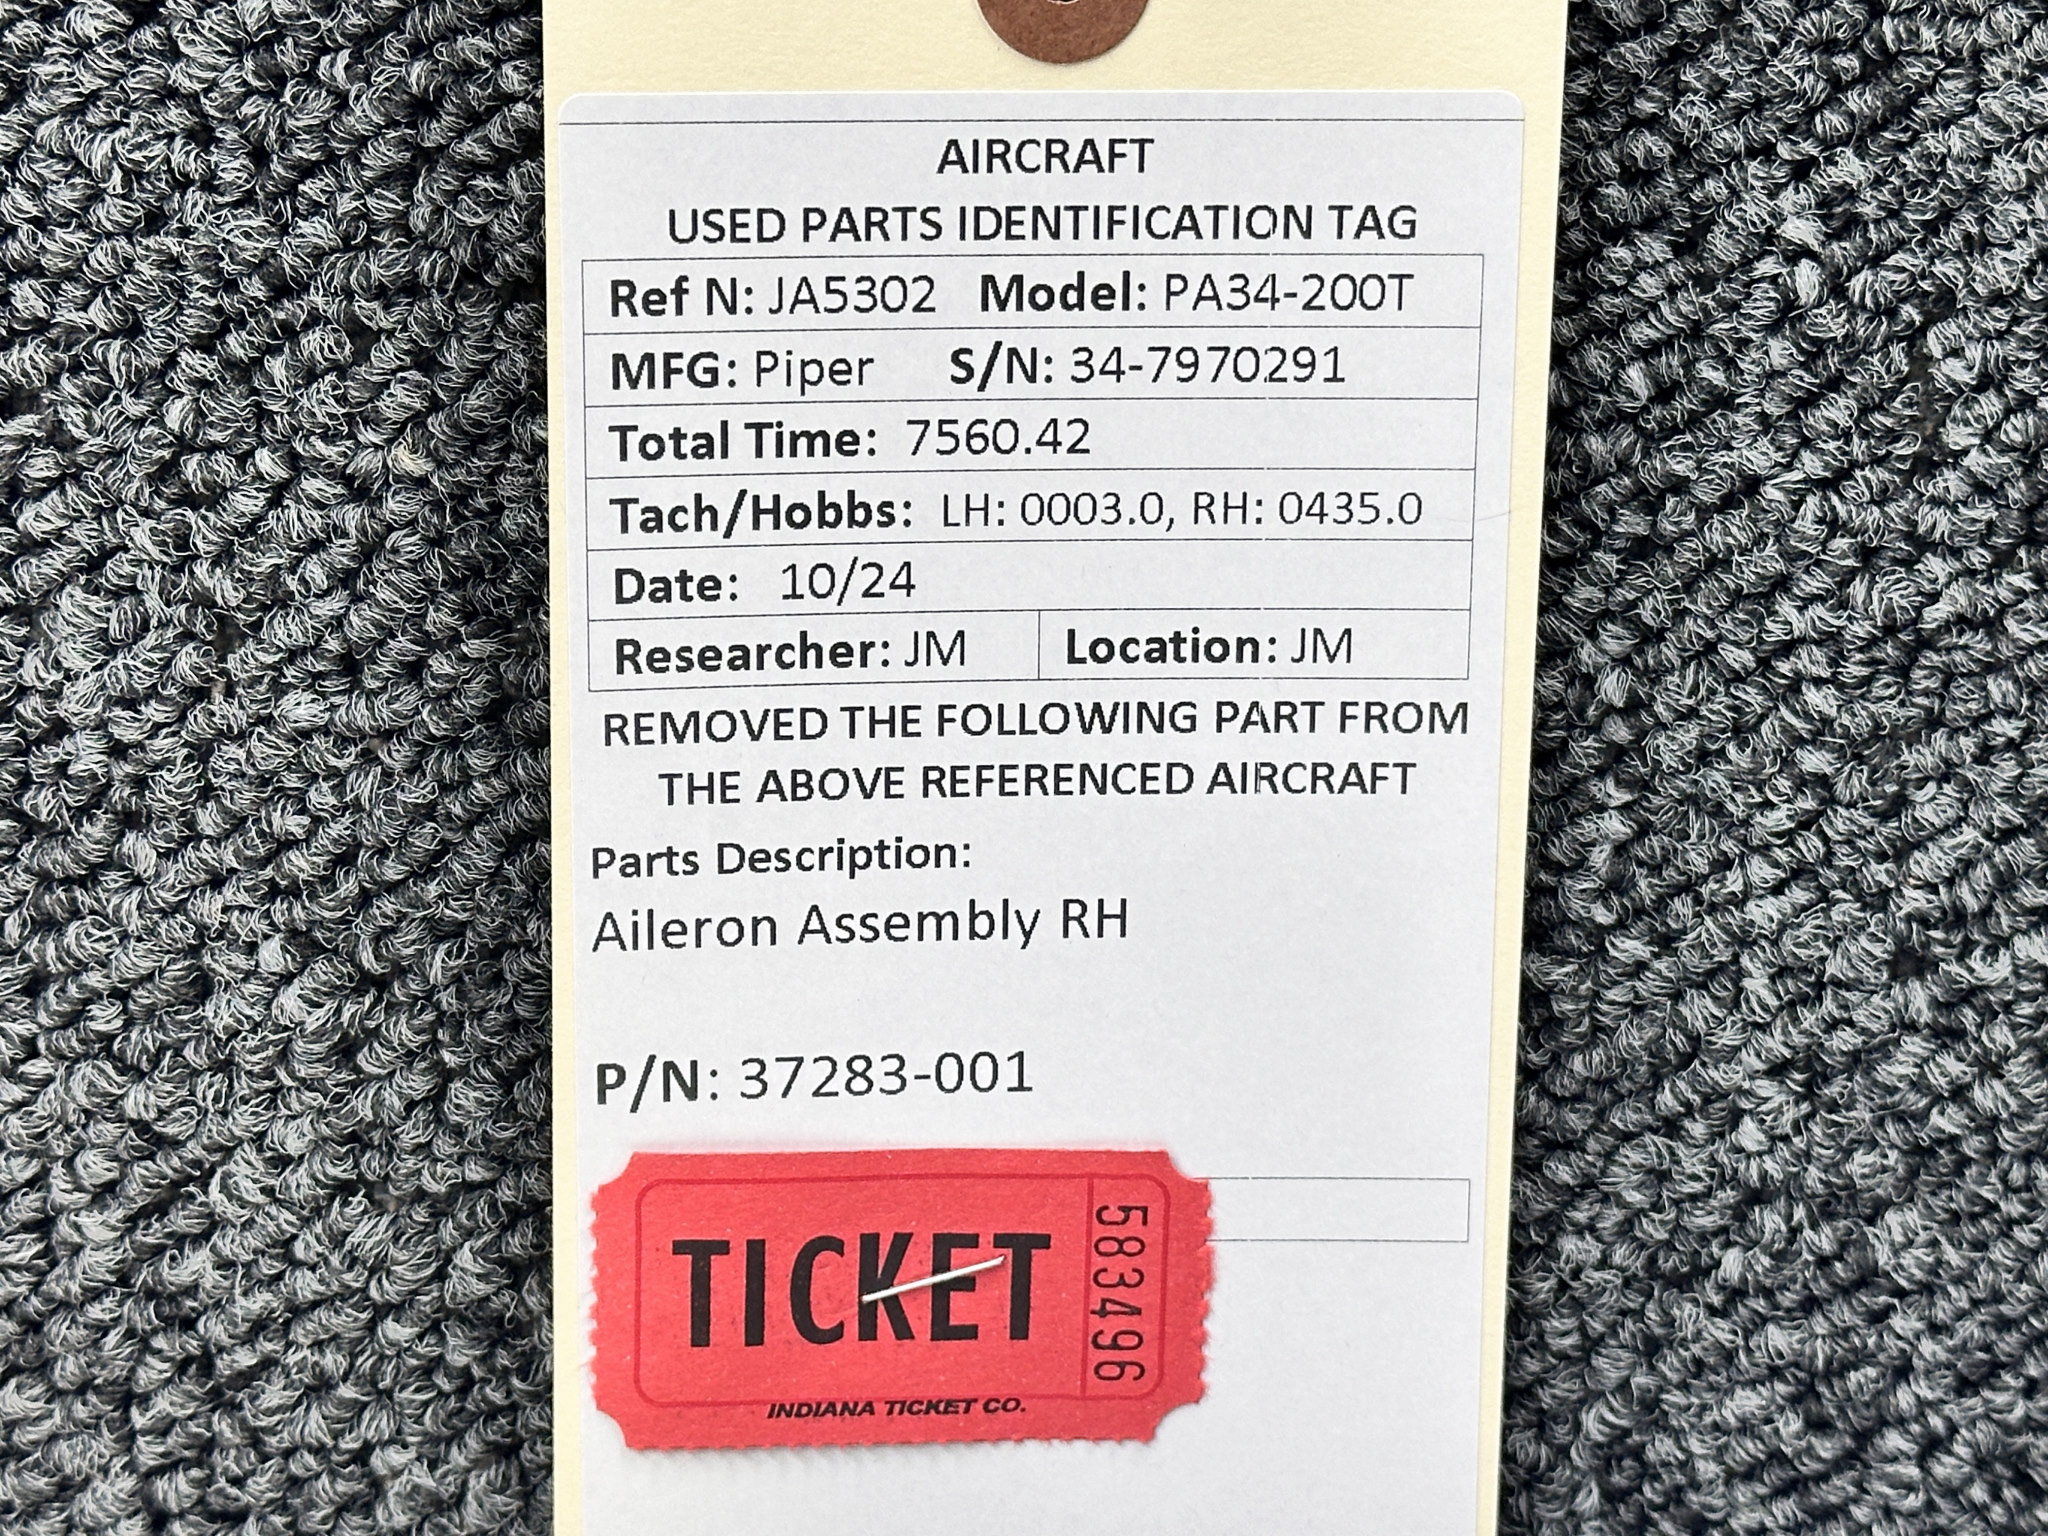 AIRCRAFT
USED PARTS IDENTIFICATION TAG
Ref N: JA5302 Model: PA34-200T
MFG: Piper S/N: 34-7970291
Total Time: 7560.42
Tach/Hobbs: LH: 0003.0, RH: 0435.0
Date: 10/24
Researcher: JM Location: JM
REMOVED THE FOLLOWING PART FROM
THE ABOVE REFERENCED AIRCRAFT
Parts Description:
Aileron Assembly RH
P/N: 37283-001
TICKET
583496
INDIANA TICKET CO.